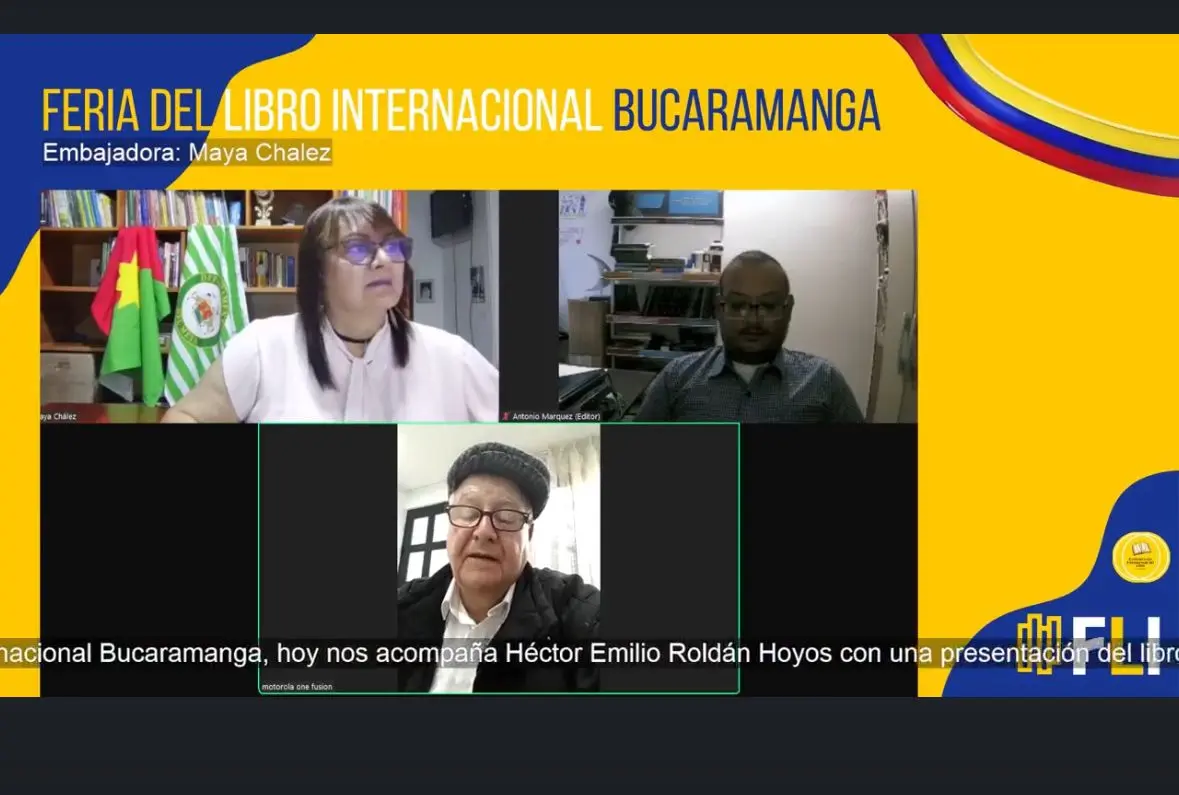 FERIA DEL LIBRO INTERNACIONAL BUCARAMANGA
Embajadora: Maya Chalez
aya Chález
Antonio Marquez (Editor)
nacional Bucaramanga, hoy nos acompaña Héctor Emilio Roldán Hoyos con una presentación del libro
FLI
motorola one fusion